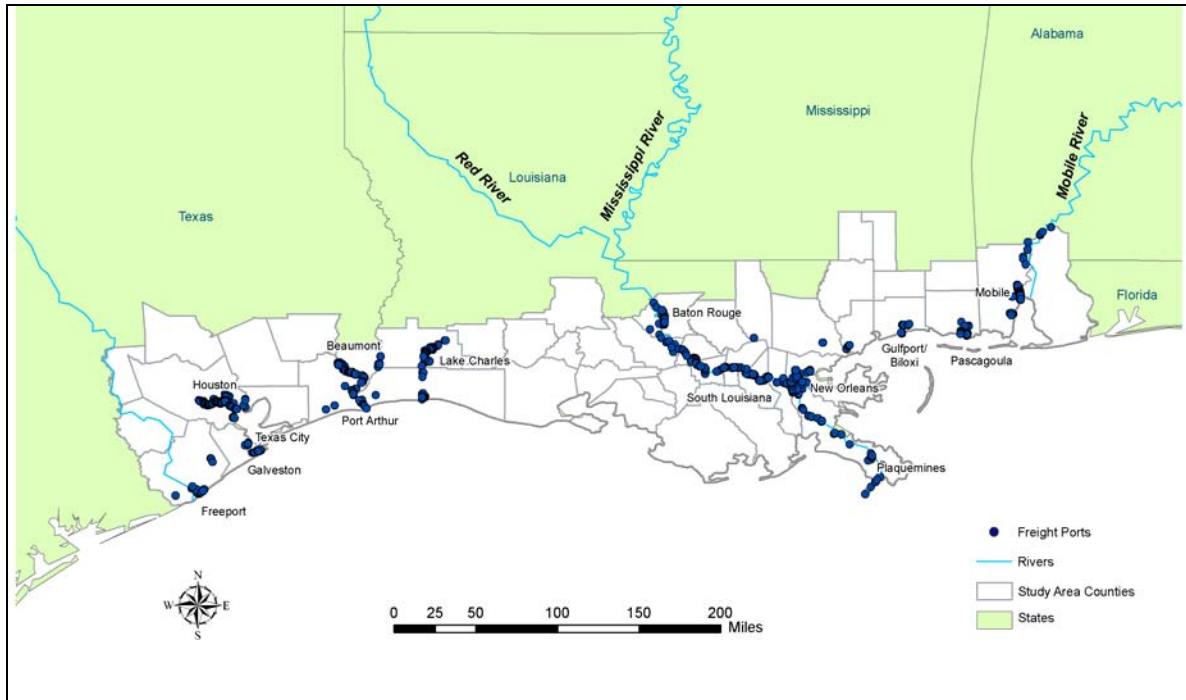 Alabama
Mississippi
Mississippi River
Mobile River
Red River
Louisiana
Texas
Mobile
Florida
Baton Rouge
Beaumont
Lake Charles
Gulfport/
Biloxi
Pascagoula
Houston
New Orleans
South Louisiana
Port Arthur
Texas City
Galveston
Plaquemines
Freeport
Freight Ports
Rivers
Study Area Counties
States
N
W E
S
0 25 50 100 150 200
Miles